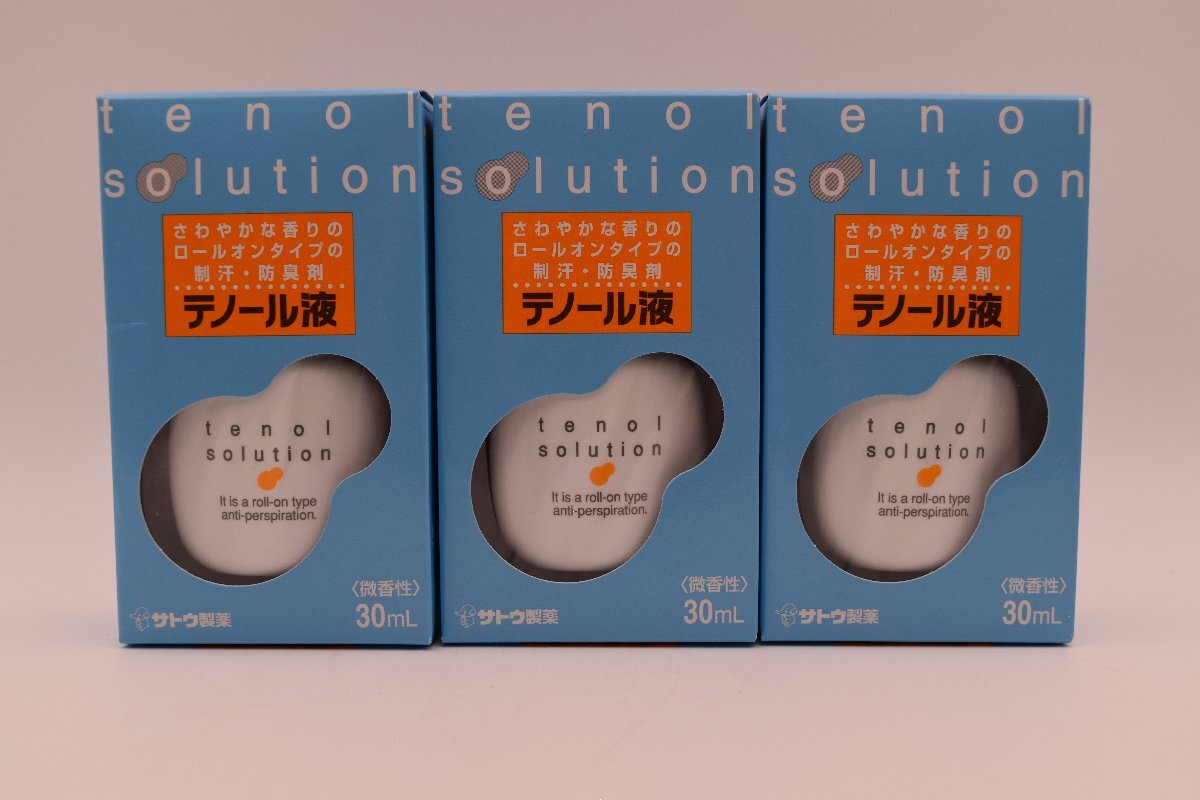 tenol
solution
さわやかな香りの
ロールオンタイプの
制汗・防臭剤
テノール液
tenol
solution
It is a roll-on type
anti-perspiration.
〈微香性〉
サトウ製薬
30mL
tenol
solution
さわやかな香りの
ロールオンタイプの
制汗・防臭剤
テノール液
tenol
solution
It is a roll-on type
anti-perspiration.
〈微香性〉
サトウ製薬
30mL
tenol
solution
さわやかな香りの
ロールオンタイプの
制汗・防臭剤
テノール液
tenol
solution
It is a roll-on type
anti-perspiration.
〈微香性〉
サトウ製薬
30mL